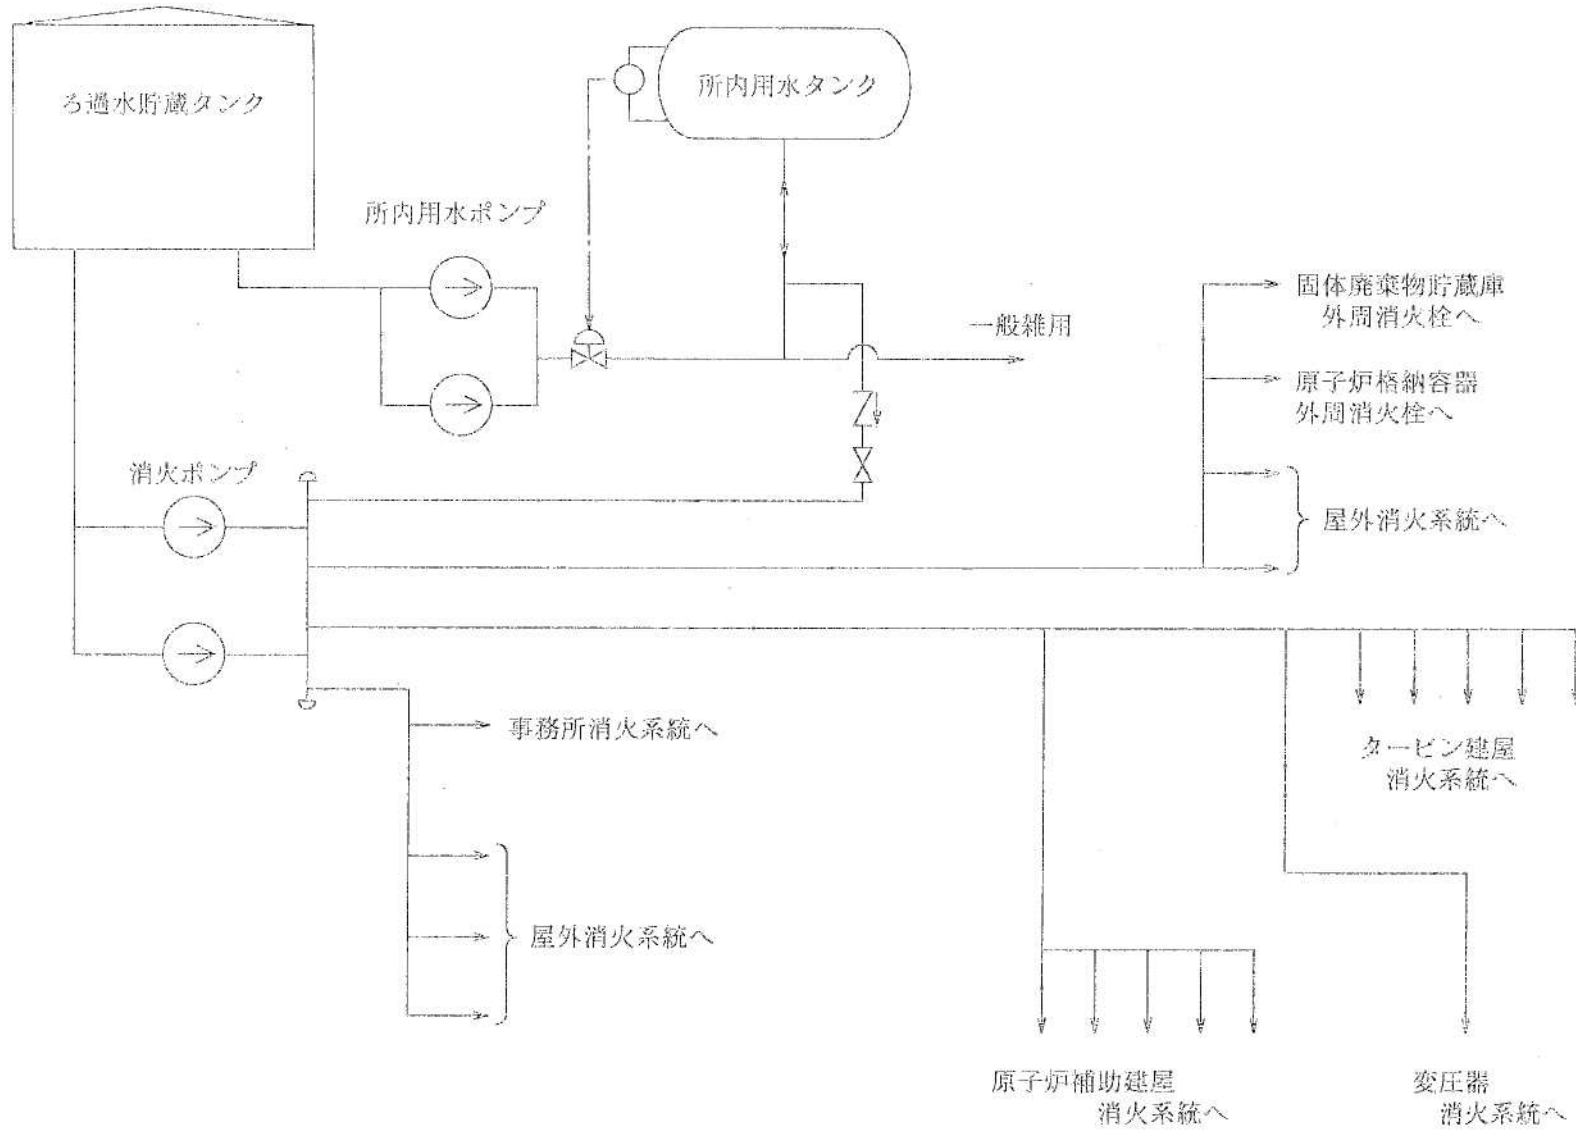 ろ過水貯蔵タンク
所内用水タンク
所内用水ポンプ
一般雑用
固体廃棄物貯蔵庫
外周消火栓へ
原子炉格納容器
外周消火栓へ
消火ポンプ
屋外消火系統へ
事務所消火系統へ
タービン建屋
消火系統へ
屋外消火系統へ
原子炉補助建屋
消火系統へ
変圧器
消火系統へ